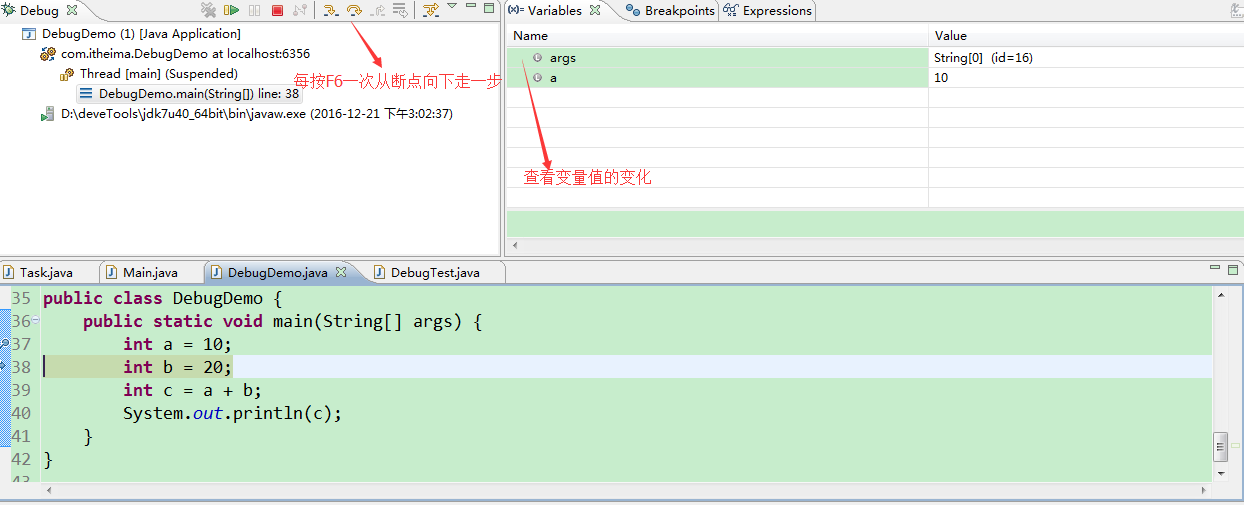 Debug
DebugDemo (1) [Java Application]
com.itheima.DebugDemo at localhost:6356
Thread [main] (Suspended)
每按F6一次从断点向下走一步
DebugDemo.main(String[]) line: 38
D:\deveTools\jdk7u40_64bit\bin\javaw.exe (2016-12-21 下午3:02:37)
(x)= Variables Breakpoints Expressions
Name Value
args String[0] (id=16)
a 10
查看变量值的变化
Task.java Main.java DebugDemo.java DebugTest.java
35 public class DebugDemo {
36 public static void main(String[] args) {
37 int a = 10;
38 int b = 20;
39 int c = a + b;
40 System.out.println(c);
41 }
42 }
43